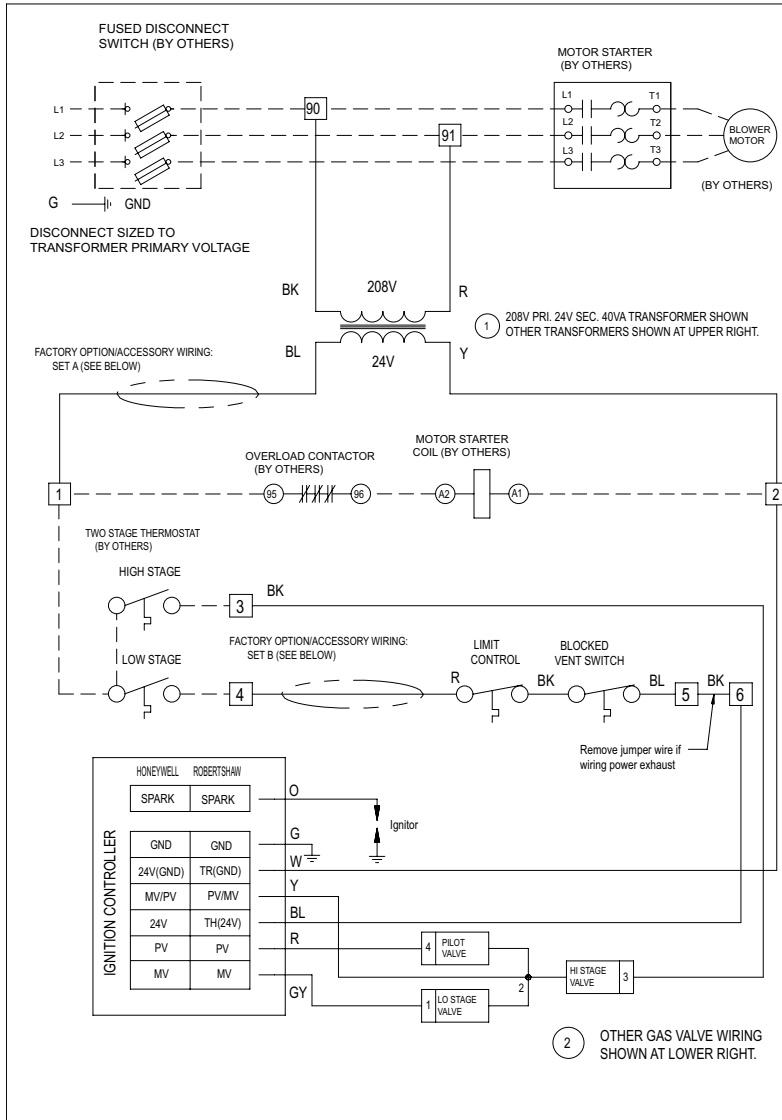 FUSED DISCONNECT
SWITCH (BY OTHERS)
MOTOR STARTER
(BY OTHERS)
L1
L2
L3
90
91
L1
T1
L2
T2
L3
T3
BLOWER
MOTOR
(BY OTHERS)
G
GND
DISCONNECT SIZED TO
TRANSFORMER PRIMARY VOLTAGE
BK
208V
R
1
208V PRI. 24V SEC. 40VA TRANSFORMER SHOWN
OTHER TRANSFORMERS SHOWN AT UPPER RIGHT.
FACTORY OPTION/ACCESSORY WIRING:
SET A (SEE BELOW)
BL
24V
Y
OVERLOAD CONTACTOR
(BY OTHERS)
MOTOR STARTER
COIL (BY OTHERS)
1
95
96
A2
A1
2
TWO STAGE THERMOSTAT
(BY OTHERS)
HIGH STAGE
3
BK
FACTORY OPTION/ACCESSORY WIRING:
SET B (SEE BELOW)
LOW STAGE
4
R
LIMIT
CONTROL
BK
BLOCKED
VENT SWITCH
BL
5
BK
6
Remove jumper wire if
wiring power exhaust
IGNITION CONTROLLER
HONEYWELL ROBERTSHAW
SPARK SPARK O
Ignitor
GND GND G
24V(GND) TR(GND) W
MV/PV PV/MV Y
24V TH(24V) BL
PV PV R
MV MV GY
4 PILOT
VALVE
1 LO STAGE
VALVE
2
HI STAGE
VALVE 3
2
OTHER GAS VALVE WIRING
SHOWN AT LOWER RIGHT.